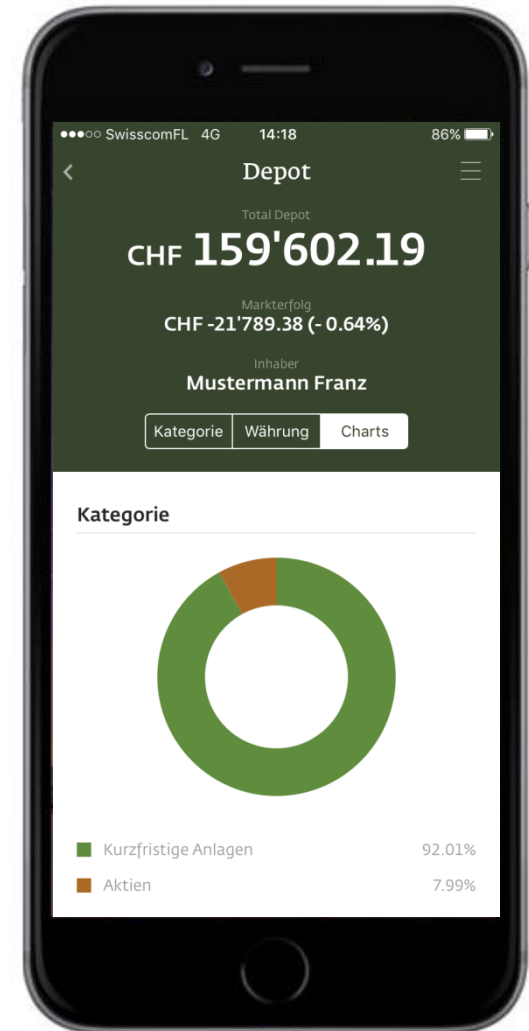 SwisscomFL 4G 14:18 86%
Depot
Total Depot
CHF 159'602.19
Markterfolg
CHF -21'789.38 (- 0.64%)
Inhaber
Mustermann Franz
Kategorie Währung Charts
Kategorie
Kurzfristige Anlagen 92.01%
Aktien 7.99%